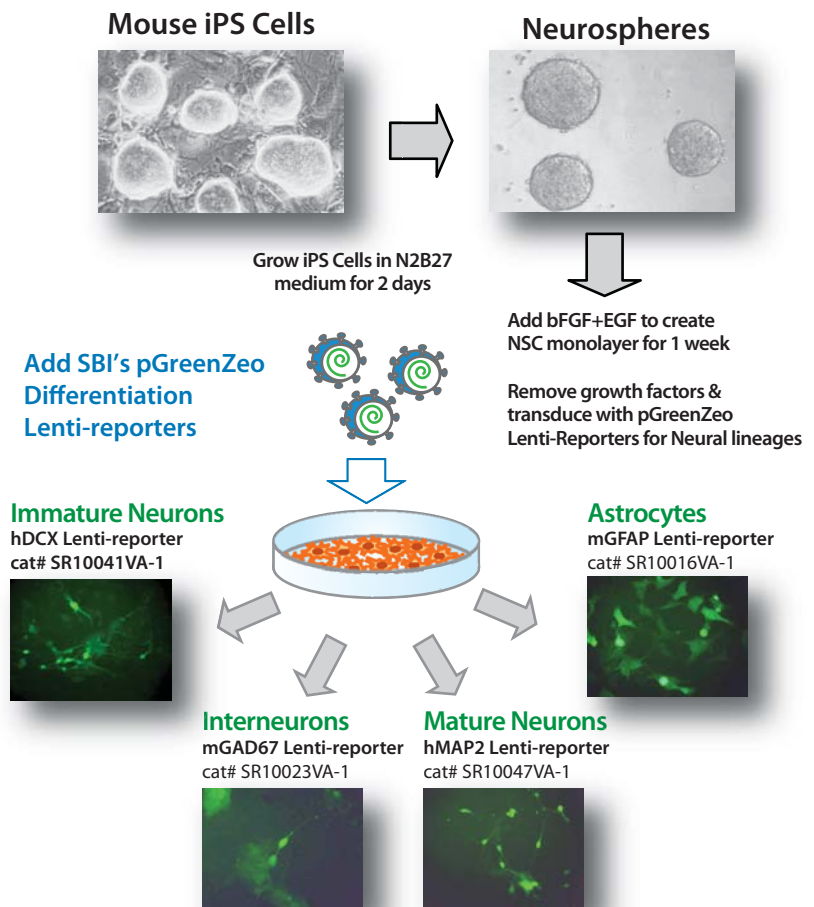 Mouse iPS Cells
Neurospheres
Grow iPS Cells in N2B27
medium for 2 days
Add bFGF+EGF to create
NSC monolayer for 1 week
Remove growth factors &
transduce with pGreenZeo
Lenti-Reporters for Neural lineages
Add SBI's pGreenZeo
Differentiation
Lenti-reporters
Immature Neurons
hDCX Lenti-reporter
cat# SR10041VA-1
Astrocytes
mGFAP Lenti-reporter
cat# SR10016VA-1
Interneurons
mGAD67 Lenti-reporter
cat# SR10023VA-1
Mature Neurons
hMAP2 Lenti-reporter
cat# SR10047VA-1